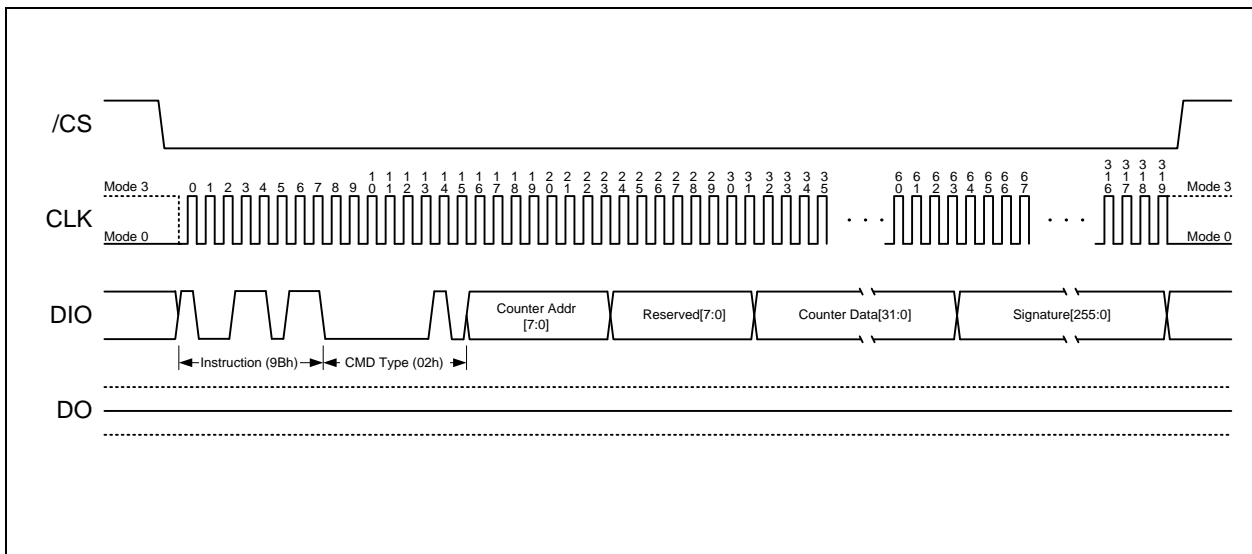 /CS
Mode 3
0 1 2 3 4 5 6 7 8 9 10 11 12 13 14 15 16 17 18 19 20 21 22 23 24 25 26 27 28 29 30 31 32 33 34 35 60 61 62 63 64 65 66 67 316 317 318 319
Mode 3
CLK
Mode 0
. . .
. . .
Mode 0
DIO
Counter Addr
[7:0]
Reserved[7:0]
Counter Data[31:0]
Signature[255:0]
Instruction (9Bh)
CMD Type (02h)
DO